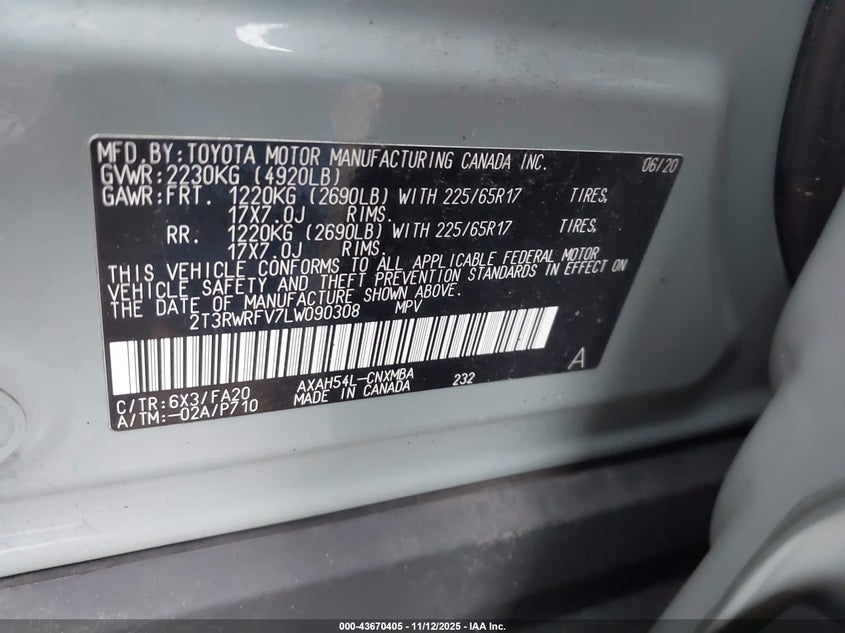 MFD.BY:TOYOTA MOTOR MANUFACTURING CANADA INC. 06/20
GVWR:2230KG (4920LB)
GAWR:FRT. 1220KG (2690LB) WITH 225/65R17 TIRES,
17X7.0J RIMS.
RR. 1220KG (2690LB) WITH 225/65R17 TIRES,
17X7.0J RIMS.
THIS VEHICLE CONFORMS TO ALL APPLICABLE FEDERAL MOTOR
VEHICLE SAFETY AND THEFT PREVENTION STANDARDS IN EFFECT ON
THE DATE OF MANUFACTURE SHOWN ABOVE.
2T3RWRFV7LW090308 MPV
A
C/TR:6X3/FA20 AXAH54L-CNXMBA 232
A/TM:-02A/P710 MADE IN CANADA
000-43670405 - 11/12/2025 - IAA Inc.